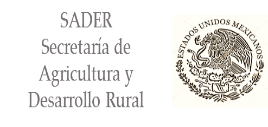 SADER
Secretaría de
Agricultura y
Desarrollo Rural
ESTADOS UNIDOS MEXICANOS